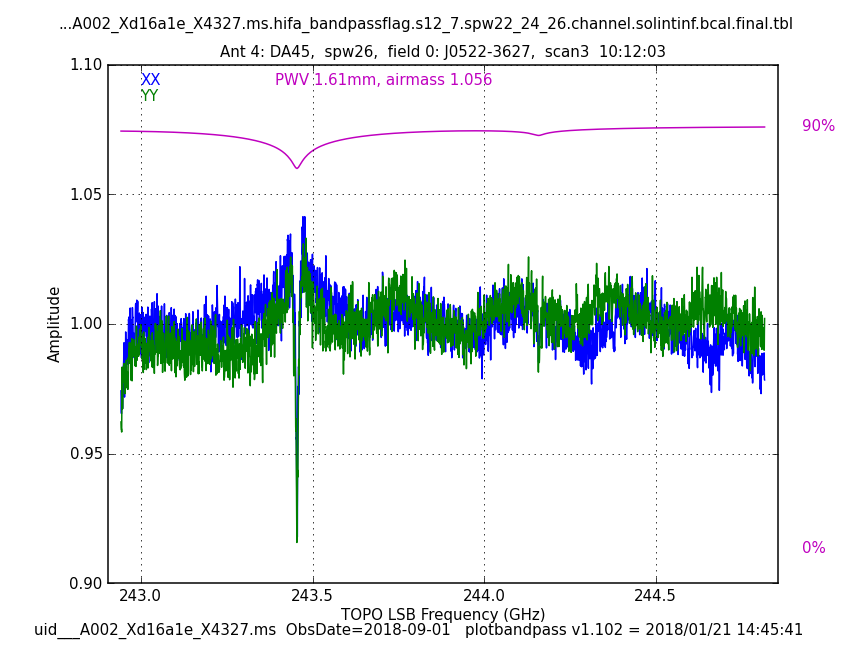 ...A002_Xd16a1e_X4327.ms.hifa_bandpassflag.s12_7.spw22_24_26.channel.solintinf.bcal.final.tbl
Ant 4: DA45,  spw26,  field 0: J0522-3627,  scan3  10:12:03
1.10
XX
PWV 1.61mm, airmass 1.056
YY
90%
1.05
1.00
Amplitude
0.95
0%
0.90
243.0 243.5 244.0 244.5
TOPO LSB Frequency (GHz)
uid___A002_Xd16a1e_X4327.ms  ObsDate=2018-09-01   plotbandpass v1.102 = 2018/01/21 14:45:41